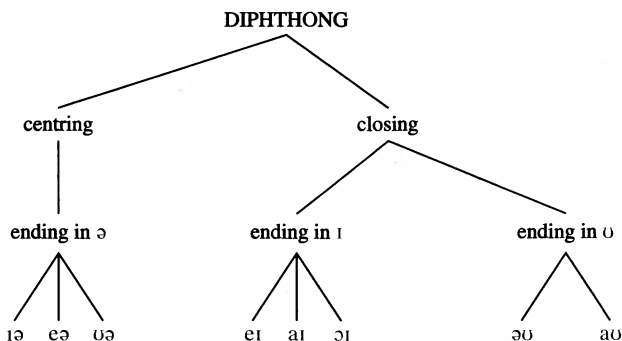 DIPHTHONG
centring closing
ending in ə ending in ɪ ending in ʊ
ɪə eə ʊə eɪ aɪ ɔɪ əʊ aʊ